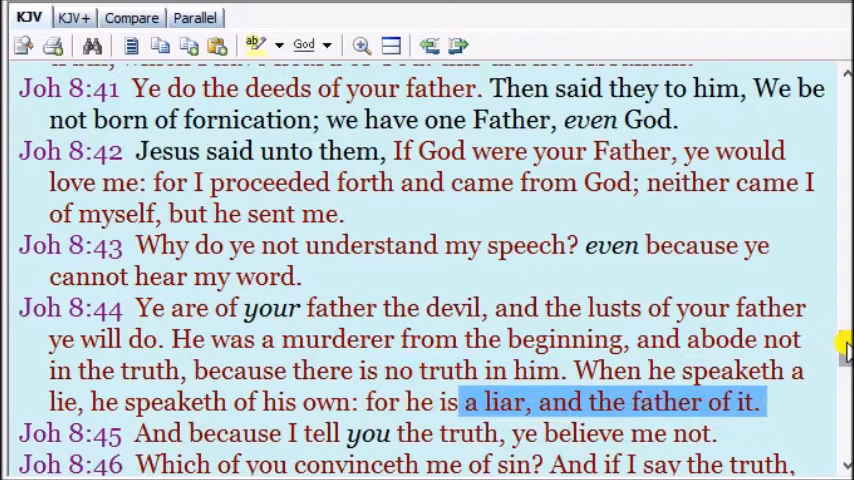 KJV KJV+ Compare Parallel
ab God
Joh 8:41 Ye do the deeds of your father. Then said they to him, We be
not born of fornication; we have one Father, even God.
Joh 8:42 Jesus said unto them, If God were your Father, ye would
love me: for I proceeded forth and came from God; neither came I
of myself, but he sent me.
Joh 8:43 Why do ye not understand my speech? even because ye
cannot hear my word.
Joh 8:44 Ye are of your father the devil, and the lusts of your father
ye will do. He was a murderer from the beginning, and abode not
in the truth, because there is no truth in him. When he speaketh a
lie, he speaketh of his own: for he is a liar, and the father of it.
Joh 8:45 And because I tell you the truth, ye believe me not.
Joh 8:46 Which of you convinceth me of sin? And if I say the truth,